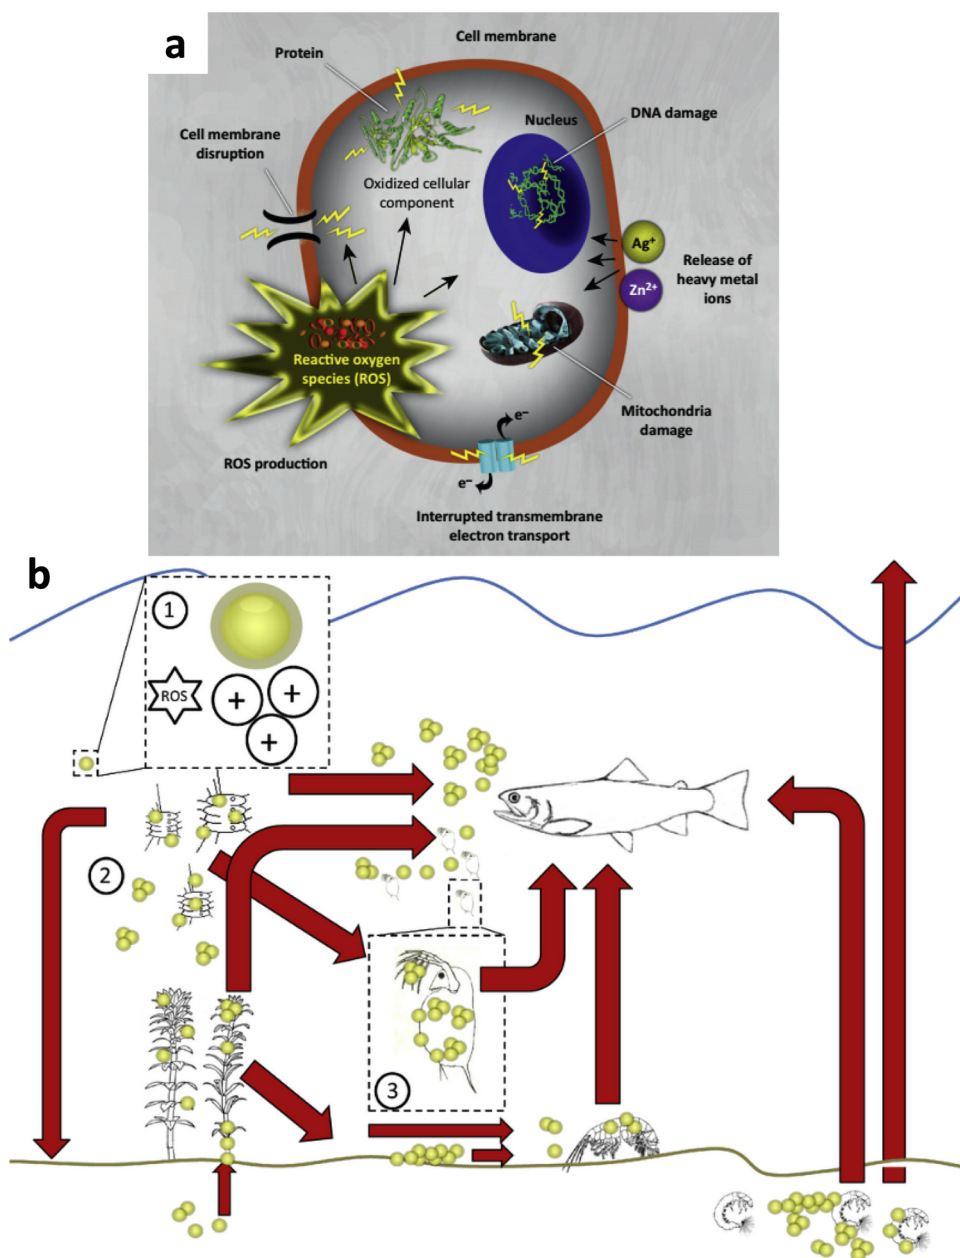 a
Cell membrane
Protein
Nucleus
DNA damage
Cell membrane
disruption
Oxidized cellular
component
Ag⁺
Zn²⁺
Release of
heavy metal
ions
Reactive oxygen
species (ROS)
e⁻
Mitochondria
damage
ROS production
e⁻
Interrupted transmembrane
electron transport
b
1
ROS
+
+
+
2
3